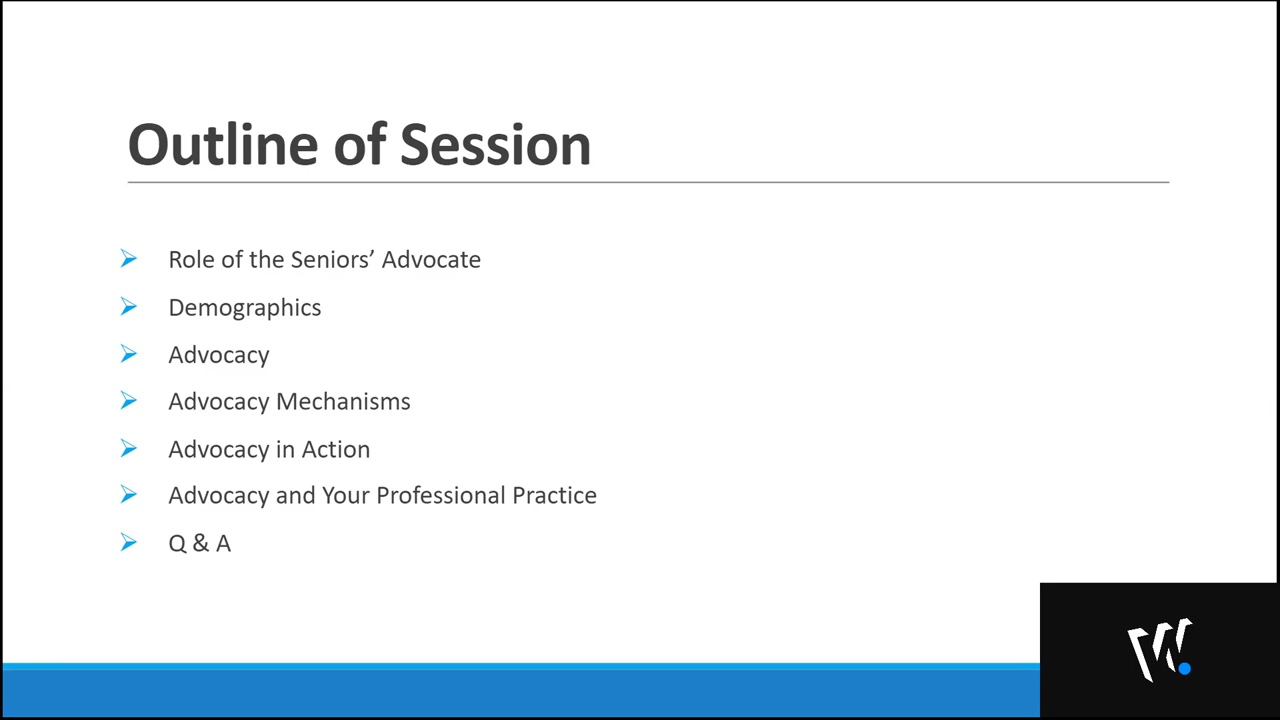 Outline of Session
Role of the Seniors’ Advocate
Demographics
Advocacy
Advocacy Mechanisms
Advocacy in Action
Advocacy and Your Professional Practice
Q & A
W.